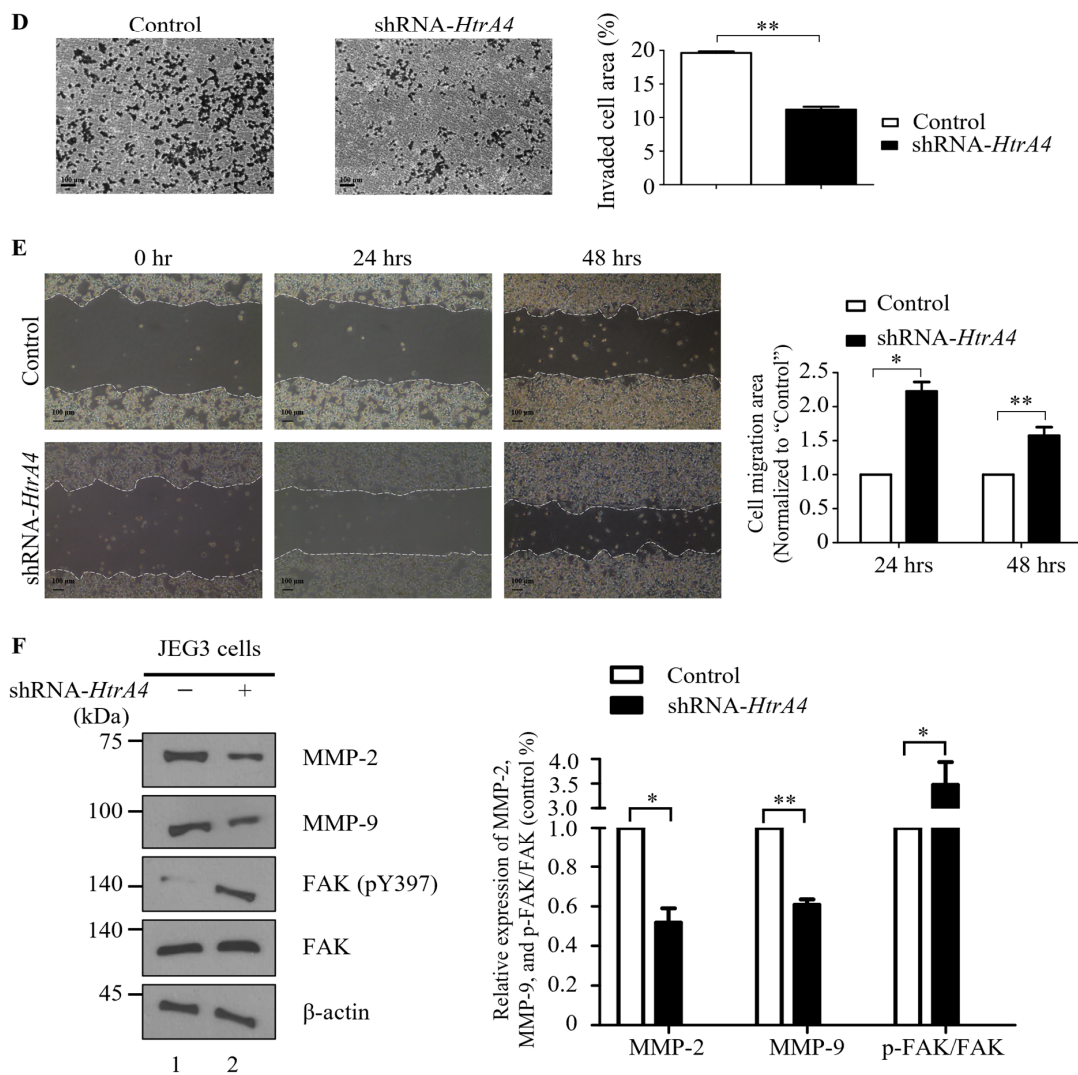 D
Control
shRNA-HtrA4
100 µm
100 µm
Invaded cell area (%)
20
15
10
5
0
**
Control
shRNA-HtrA4
E
0 hr
24 hrs
48 hrs
Control
100 µm
100 µm
100 µm
shRNA-HtrA4
100 µm
100 µm
100 µm
Control
shRNA-HtrA4
Cell migration area
(Normalized to “Control”)
2.5
2.0
1.5
1.0
0.5
0
*
**
24 hrs
48 hrs
F
JEG3 cells
shRNA-HtrA4 − +
(kDa)
75
MMP-2
100
MMP-9
140
FAK (pY397)
140
FAK
45
β-actin
1 2
Control
shRNA-HtrA4
Relative expression of MMP-2,
MMP-9, and p-FAK/FAK (control %)
4.0
3.5
3.0
1.0
0.8
0.6
0.4
0.2
0
*
**
*
MMP-2
MMP-9
p-FAK/FAK